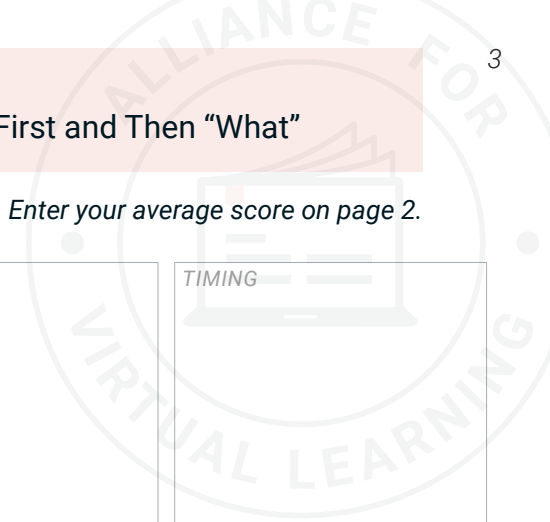 3
First and Then “What”
Enter your average score on page 2.
TIMING
ALLIANCE FOR
VIRTUAL LEARNING